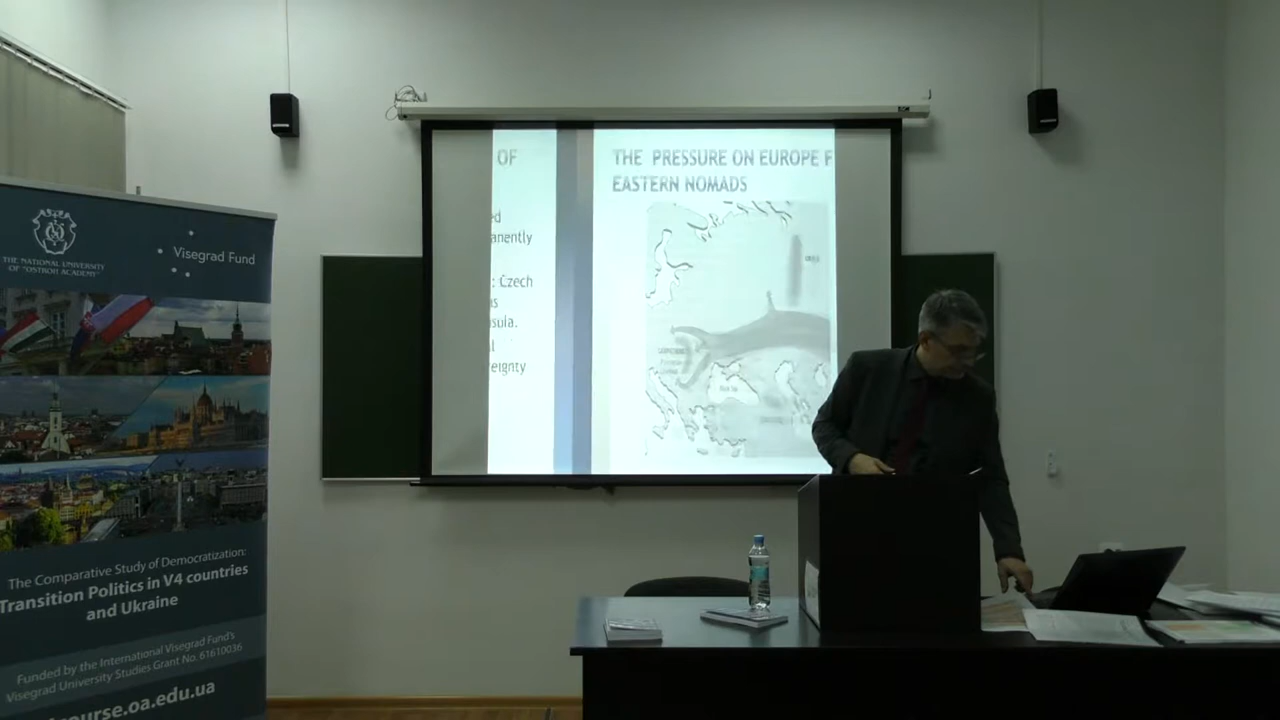 THE NATIONAL UNIVERSITY
OF "OSTROH ACADEMY"
Visegrad Fund
The Comparative Study of Democratization:
Transition Politics in V4 countries
and Ukraine
Funded by the International Visegrad Fund's
Visegrad University Studies Grant No. 61610036
course.oa.edu.ua
OF
ed
anently
: Czech
as
sula.
l
eignty
THE PRESSURE ON EUROPE F
EASTERN NOMADS